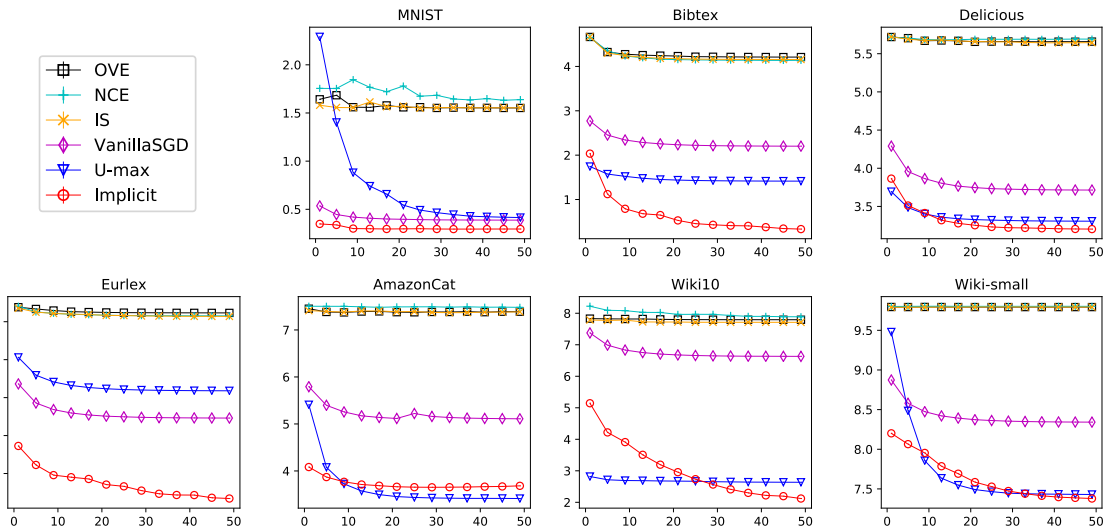 MNIST
Bibtex
Delicious
OVE
NCE
IS
VanillaSGD
U-max
Implicit
2.0
1.5
1.0
0.5
0 10 20 30 40 50
4
3
2
1
0 10 20 30 40 50
5.5
5.0
4.5
4.0
3.5
0 10 20 30 40 50
Eurlex
AmazonCat
Wiki10
Wiki-small
0 10 20 30 40 50
7
6
5
4
0 10 20 30 40 50
8
7
6
5
4
3
2
0 10 20 30 40 50
9.5
9.0
8.5
8.0
7.5
0 10 20 30 40 50